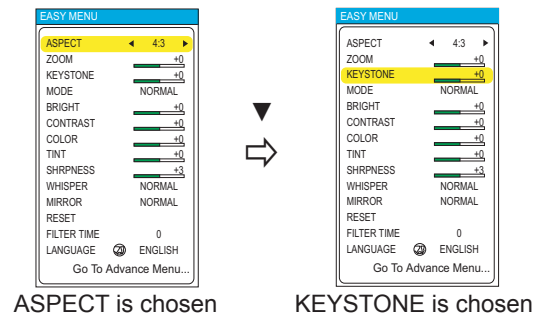 EASY MENU
ASPECT ◀ 4:3 ▶
ZOOM +0
KEYSTONE +0
MODE NORMAL
BRIGHT +0
CONTRAST +0
COLOR +0
TINT +0
SHRPNESS +3
WHISPER NORMAL
MIRROR NORMAL
RESET
FILTER TIME 0
LANGUAGE ENGLISH
Go To Advance Menu...
ASPECT is chosen
▼
EASY MENU
ASPECT ◀ 4:3 ▶
ZOOM +0
KEYSTONE +0
MODE NORMAL
BRIGHT +0
CONTRAST +0
COLOR +0
TINT +0
SHRPNESS +3
WHISPER NORMAL
MIRROR NORMAL
RESET
FILTER TIME 0
LANGUAGE ENGLISH
Go To Advance Menu...
KEYSTONE is chosen